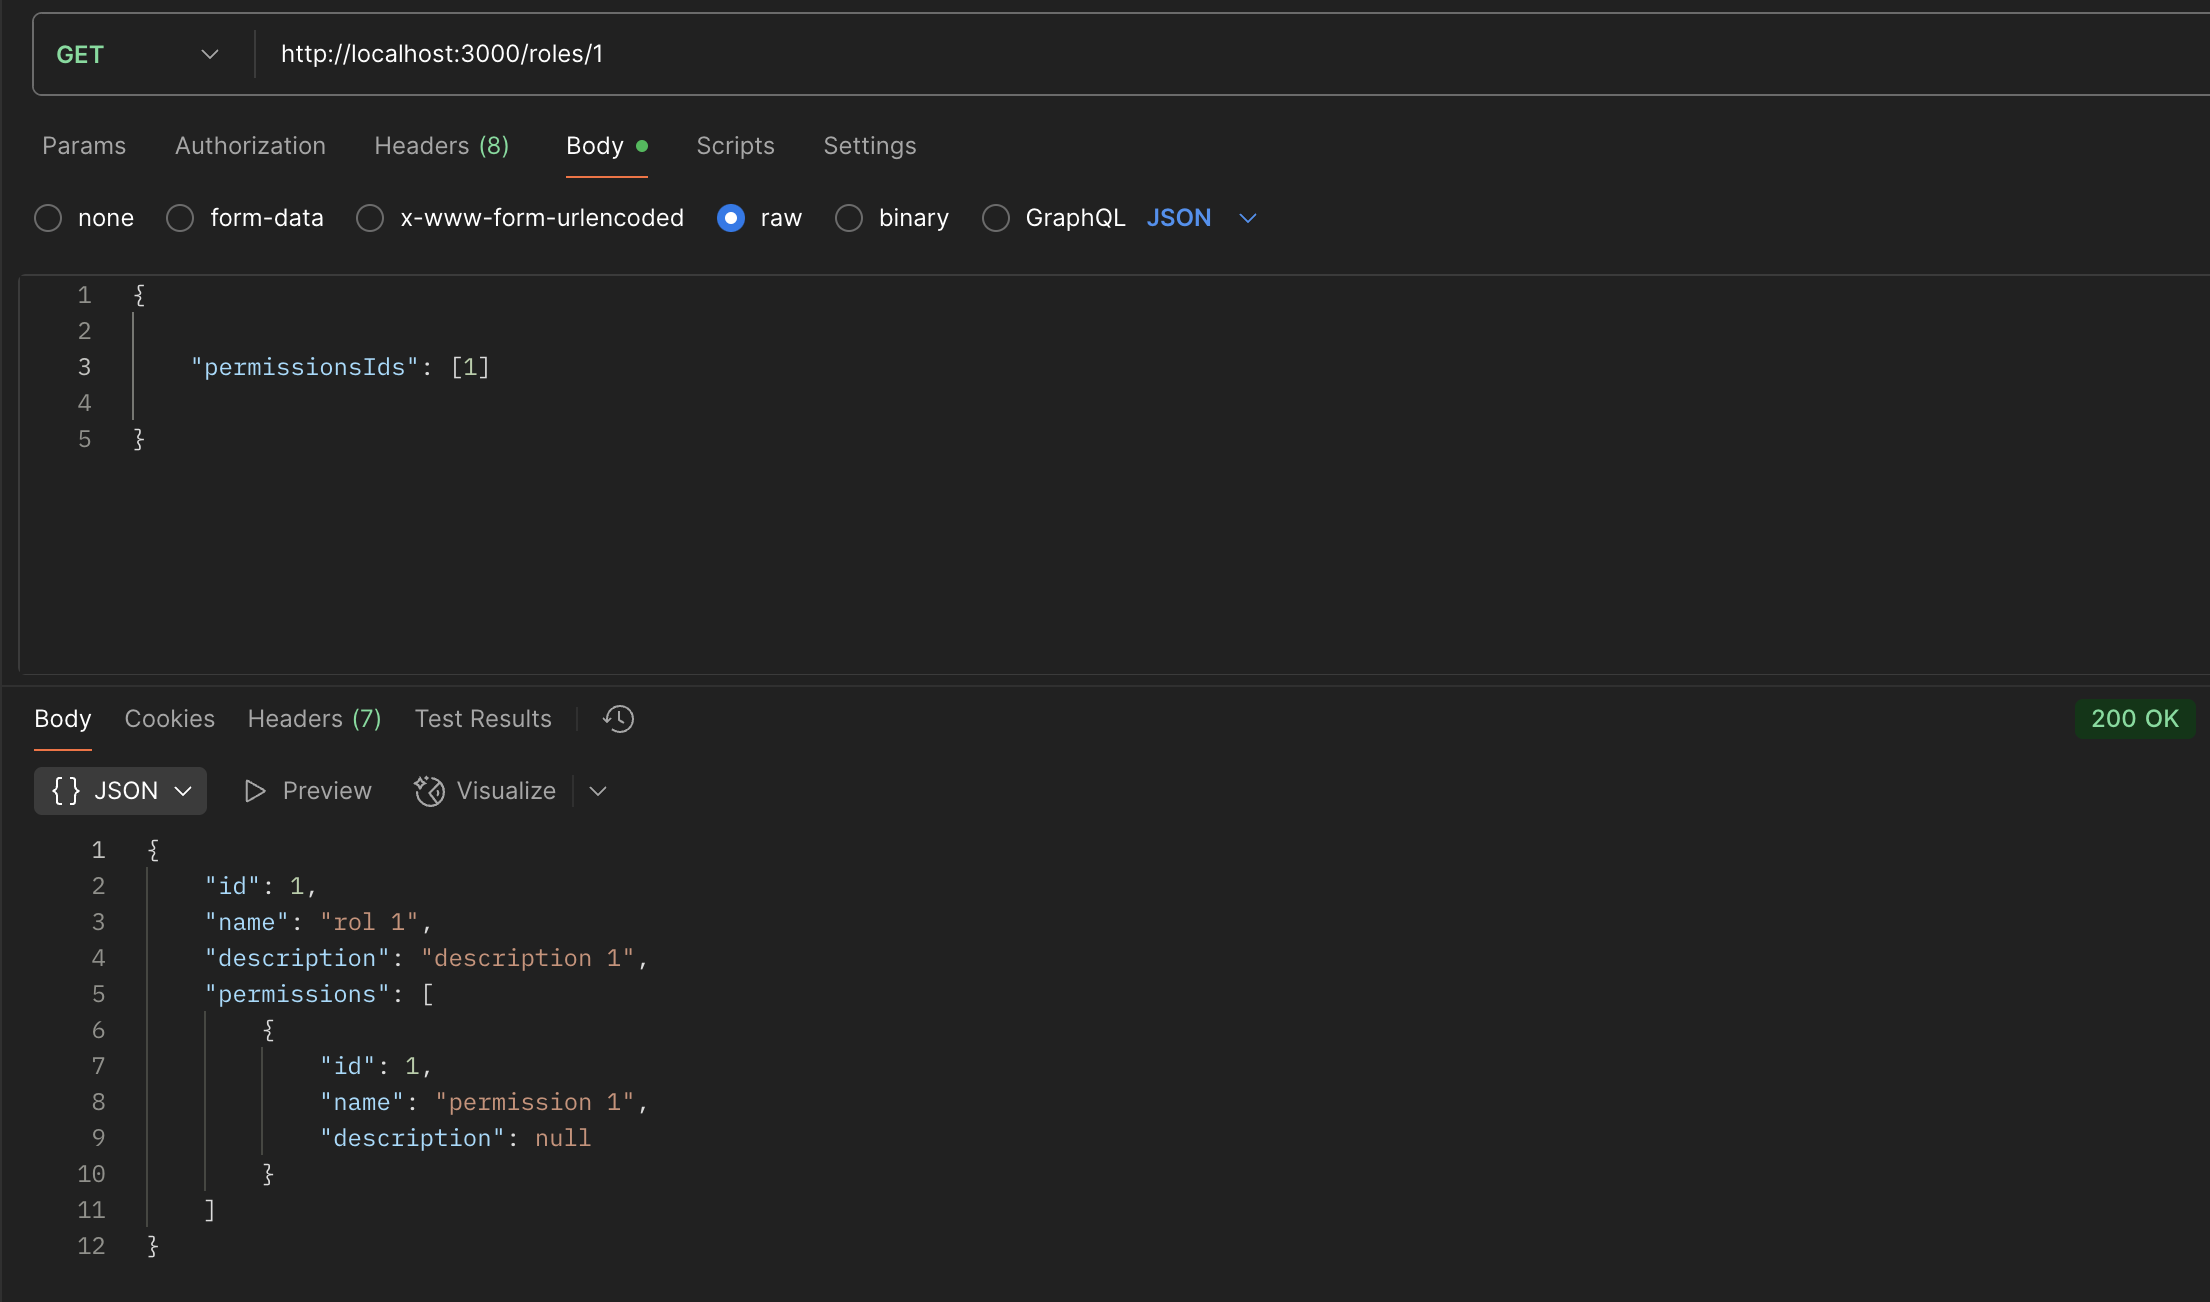 GET http://localhost:3000/roles/1
Params Authorization Headers (8) Body Scripts Settings
none form-data x-www-form-urlencoded raw binary GraphQL JSON
1 {
2
3 "permissionsIds": [1]
4
5 }
Body Cookies Headers (7) Test Results 200 OK
{ } JSON Preview Visualize
1 {
2 "id": 1,
3 "name": "rol 1",
4 "description": "description 1",
5 "permissions": [
6 {
7 "id": 1,
8 "name": "permission 1",
9 "description": null
10 }
11 ]
12 }